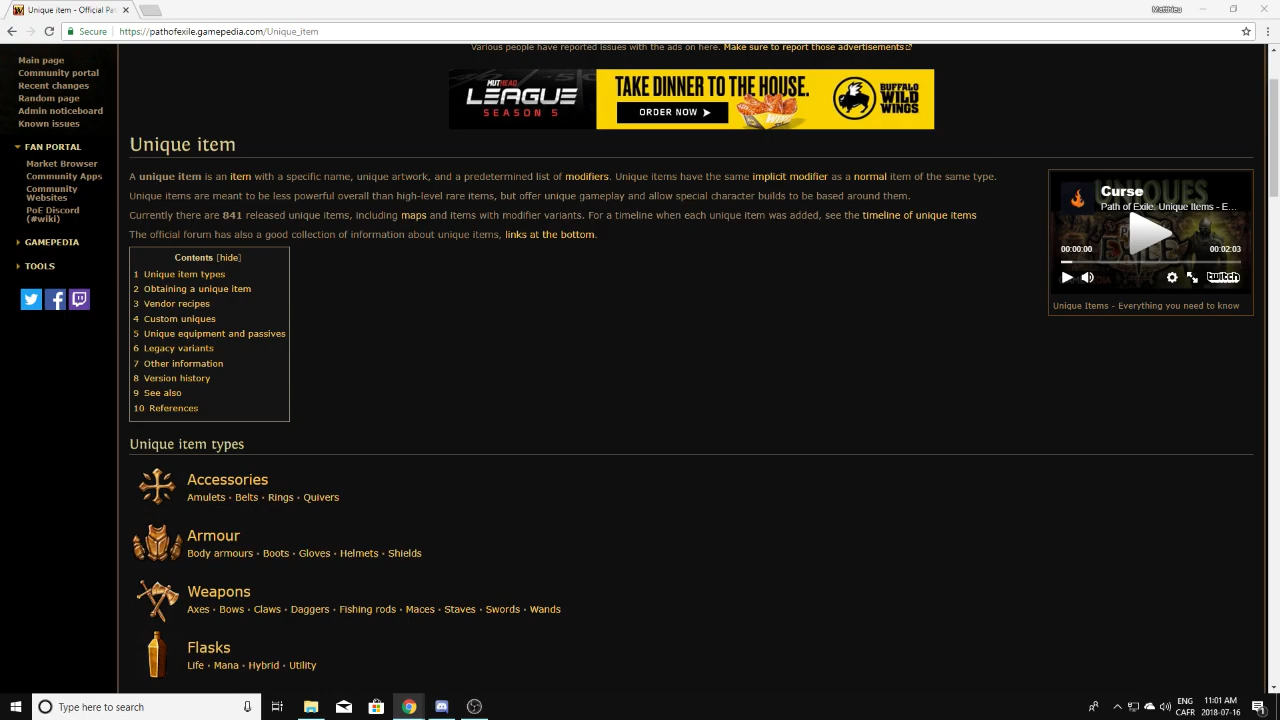 Unique item - Official Pa
Matthieu
Secure
https://pathofexile.gamepedia.com/Unique_item
Various people have reported issues with the ads on here. Make sure to report those advertisements
Main page
Community portal
Recent changes
Random page
Admin noticeboard
Known issues
FAN PORTAL
Market Browser
Community Apps
Community
Websites
PoE Discord
(#wiki)
GAMEPEDIA
TOOLS
MUTHEAD
LEAGUE
SEASON 5
TAKE DINNER TO THE HOUSE.
ORDER NOW
BUFFALO
WILD
WINGS
Unique item
A unique item is an item with a specific name, unique artwork, and a predetermined list of modifiers. Unique items have the same implicit modifier as a normal item of the same type.
Unique items are meant to be less powerful overall than high-level rare items, but offer unique gameplay and allow special character builds to be based around them.
Currently there are 841 released unique items, including maps and items with modifier variants. For a timeline when each unique item was added, see the timeline of unique items
The official forum has also a good collection of information about unique items, links at the bottom.
Curse
Path of Exile: Unique Items - E...
00:00:00
00:02:03
twitch
Unique Items - Everything you need to know
Contents [hide]
1 Unique item types
2 Obtaining a unique item
3 Vendor recipes
4 Custom uniques
5 Unique equipment and passives
6 Legacy variants
7 Other information
8 Version history
9 See also
10 References
Unique item types
Accessories
Amulets • Belts • Rings • Quivers
Armour
Body armours • Boots • Gloves • Helmets • Shields
Weapons
Axes • Bows • Claws • Daggers • Fishing rods • Maces • Staves • Swords • Wands
Flasks
Life • Mana • Hybrid • Utility
Type here to search
ENG
CAFR
11:01 AM
2018-07-16